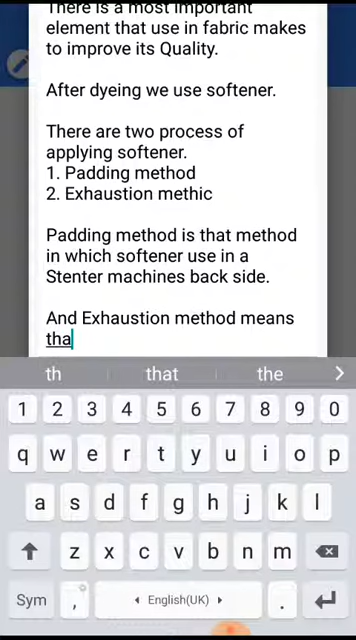 There is a most important
element that use in fabric makes
to improve its Quality.
After dyeing we use softener.
There are two process of
applying softener.
1. Padding method
2. Exhaustion methic
Padding method is that method
in which softener use in a
Stenter machines back side.
And Exhaustion method means
tha
th that the
1 2 3 4 5 6 7 8 9 0
q w e r t y u i o p
a s d f g h j k l
z x c v b n m
Sym , English(UK) .